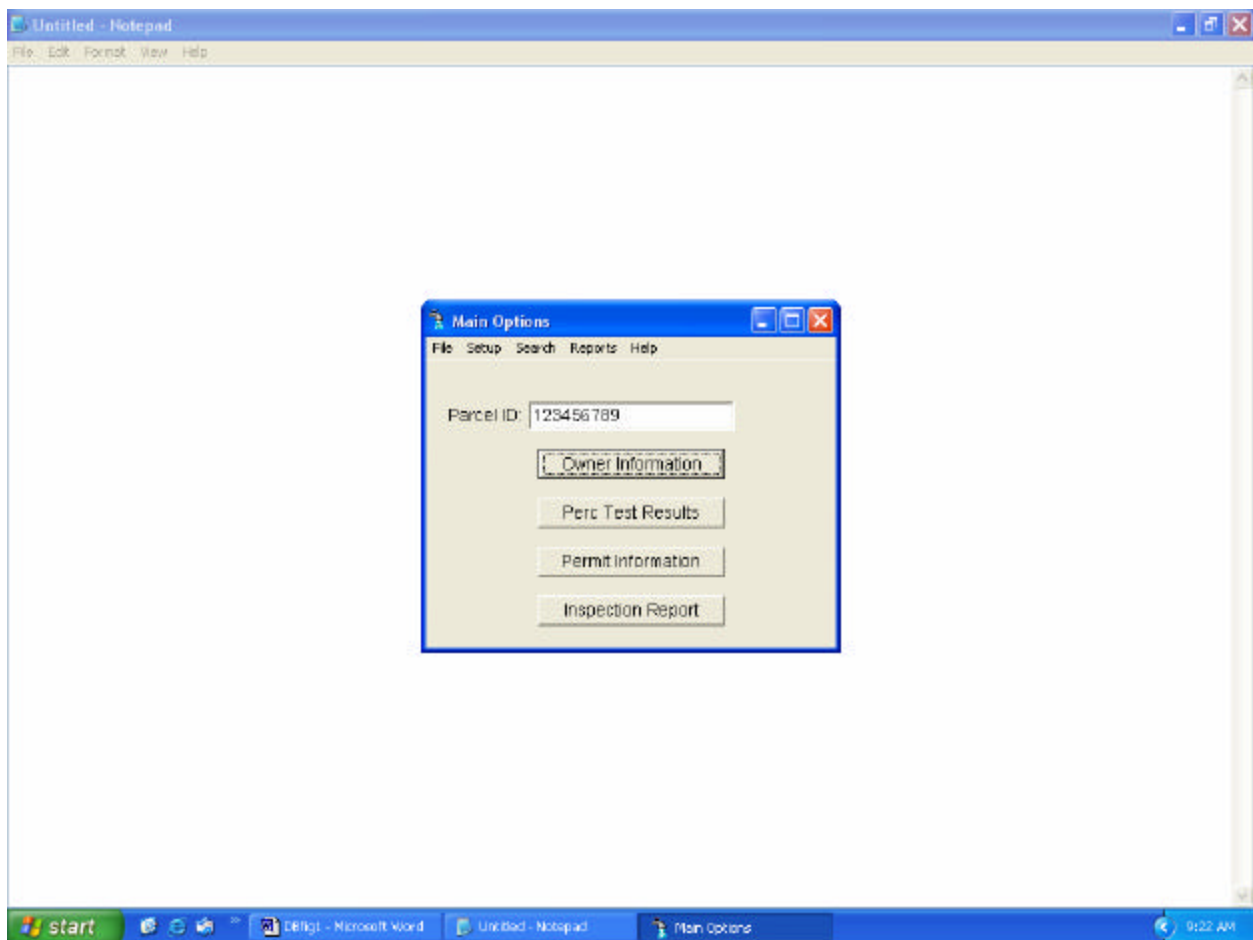 Untitled - Notepad
File Edit Format View Help
Main Options
File Setup Search Reports Help
Parcel ID: 123456789
Owner Information
Perc Test Results
Permit Information
Inspection Report
start
DBfig1 - Microsoft Word
Untitled - Notepad
Main Options
9:22 AM